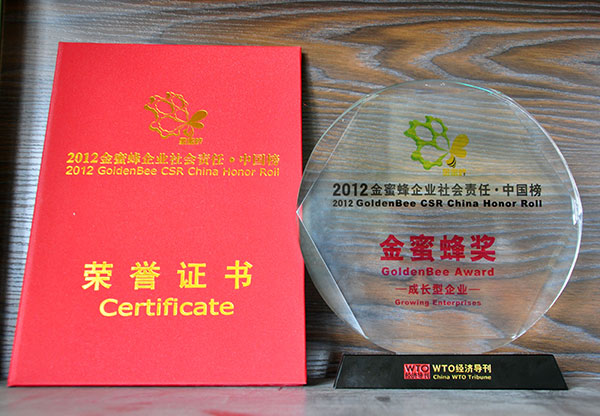 2012金蜜蜂企业社会责任·中国榜
2012 GoldenBee CSR China Honor Roll
荣誉证书
Certificate
2012金蜜蜂企业社会责任·中国榜
2012 GoldenBee CSR China Honor Roll
金蜜蜂奖
GoldenBee Award
—成长型企业—
Growing Enterprises
WTO WTO经济导刊
China WTO Tribune